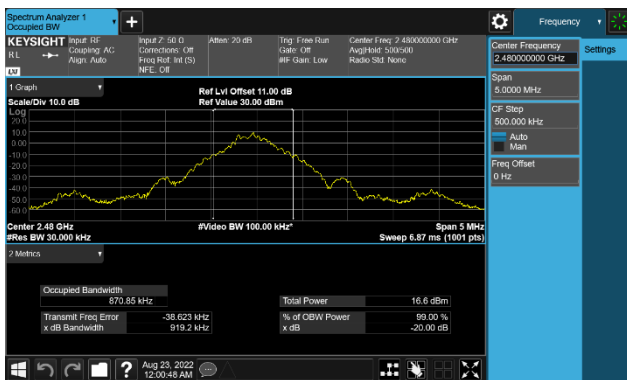 Spectrum Analyzer 1
Occupied BW
Frequency
KEYSIGHT
RL
LXI
Input: RF
Coupling: AC
Align: Auto
Input Z: 50 Ω
Corrections: Off
Freq Ref: Int (S)
NFE: Off
Atten: 20 dB
Trig: Free Run
Gate: Off
#IF Gain: Low
Center Freq: 2.480000000 GHz
Avg|Hold: 500/500
Radio Std: None
Center Frequency
2.480000000 GHz
Settings
Span
5.0000 MHz
CF Step
500.000 kHz
Auto
Man
Freq Offset
0 Hz
1 Graph
Scale/Div 10.0 dB
Ref Lvl Offset 11.00 dB
Ref Value 30.00 dBm
Log
20.0
10.0
0.00
-10.0
-20.0
-30.0
-40.0
-50.0
-60.0
Center 2.48 GHz
#Video BW 100.00 kHz*
Span 5 MHz
#Res BW 30.000 kHz
Sweep 6.87 ms (1001 pts)
2 Metrics
Occupied Bandwidth
870.85 kHz
Total Power 16.6 dBm
Transmit Freq Error -38.623 kHz
% of OBW Power 99.00 %
x dB Bandwidth 919.2 kHz
x dB -20.00 dB
?
Aug 23, 2022
12:00:48 AM